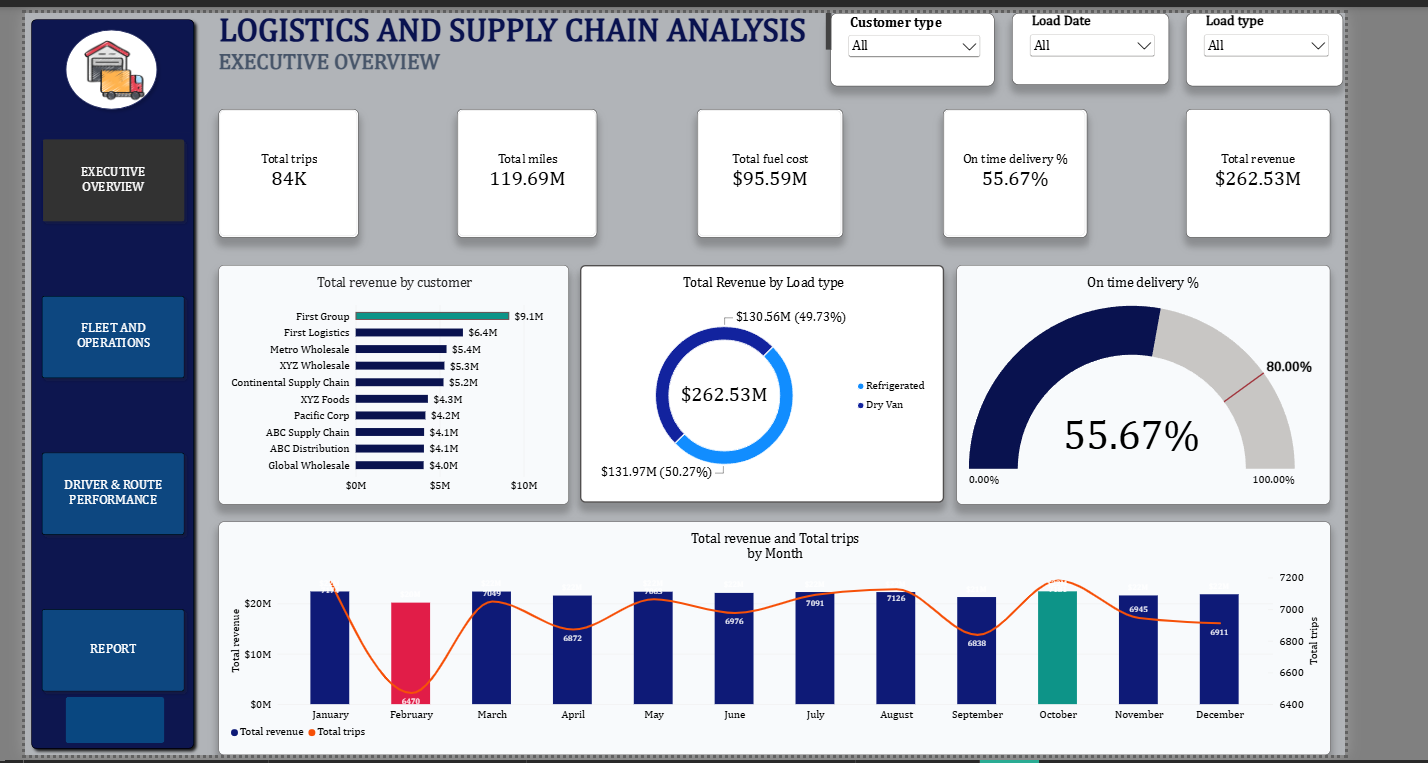 LOGISTICS AND SUPPLY CHAIN ANALYSIS
EXECUTIVE OVERVIEW
Customer type
All
Load Date
All
Load type
All
EXECUTIVE
OVERVIEW
FLEET AND
OPERATIONS
DRIVER & ROUTE
PERFORMANCE
REPORT
Total trips
84K
Total miles
119.69M
Total fuel cost
$95.59M
On time delivery %
55.67%
Total revenue
$262.53M
Total revenue by customer
First Group $9.1M
First Logistics $6.4M
Metro Wholesale $5.4M
XYZ Wholesale $5.3M
Continental Supply Chain $5.2M
XYZ Foods $4.3M
Pacific Corp $4.2M
ABC Supply Chain $4.1M
ABC Distribution $4.1M
Global Wholesale $4.0M
$0M $5M $10M
Total Revenue by Load type
$130.56M (49.73%)
$262.53M
Refrigerated
Dry Van
$131.97M (50.27%)
On time delivery %
80.00%
55.67%
0.00% 100.00%
Total revenue and Total trips
by Month
Total revenue
$20M
$10M
$0M
7049
6872
6976
7091
7126
6838
6945
6911
6470
7200
7000
6800
6600
6400
Total trips
January February March April May June July August September October November December
Total revenue Total trips